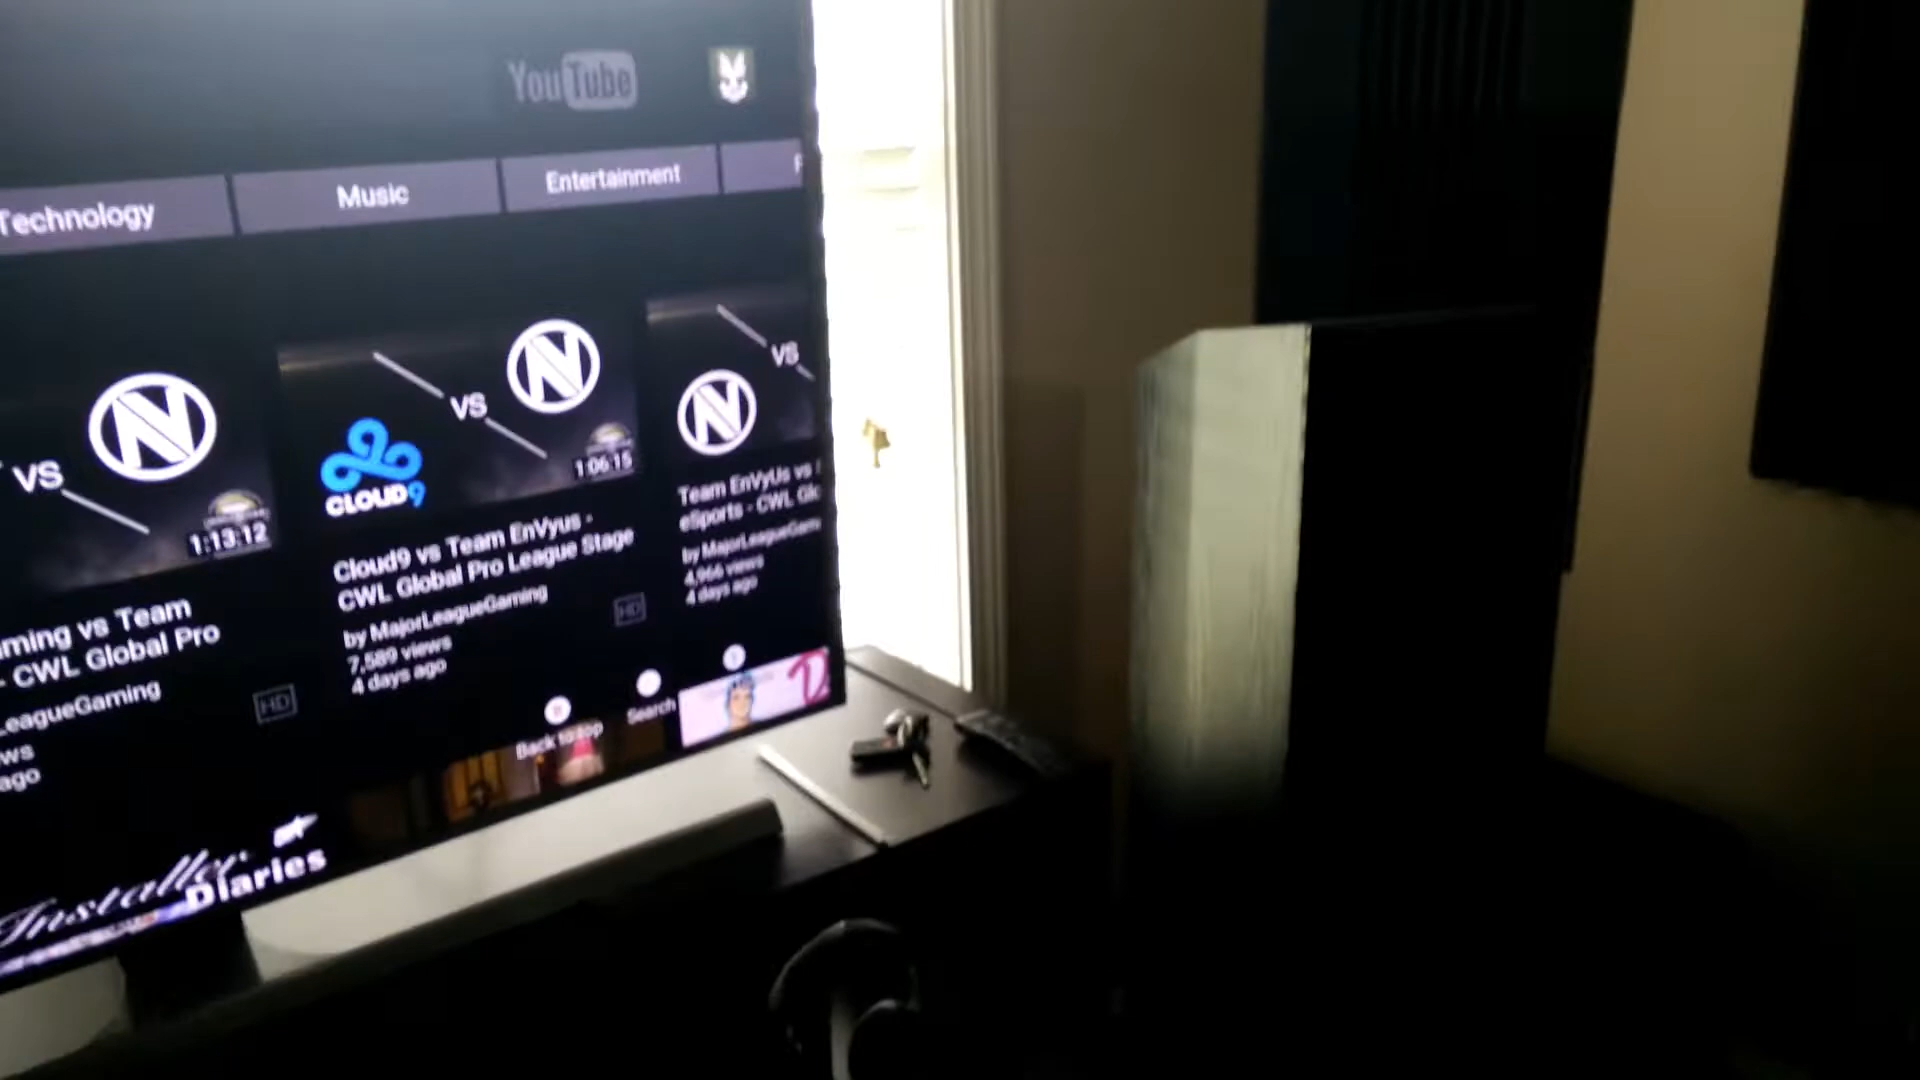 YouTube
Technology
Music
Entertainment
VS
1:13:12
VS
CLOUD9
1:06:15
VS
ming vs Team
- CWL Global Pro
LeagueGaming
ws
ago
HD
Cloud9 vs Team EnVyus -
CWL Global Pro League Stage
by MajorLeagueGaming
7,589 views
4 days ago
HD
Team EnVyUs vs
eSports - CWL Glo
by MajorLeagueGami
4,966 views
4 days ago
Back to top
Search
Installer
Diaries